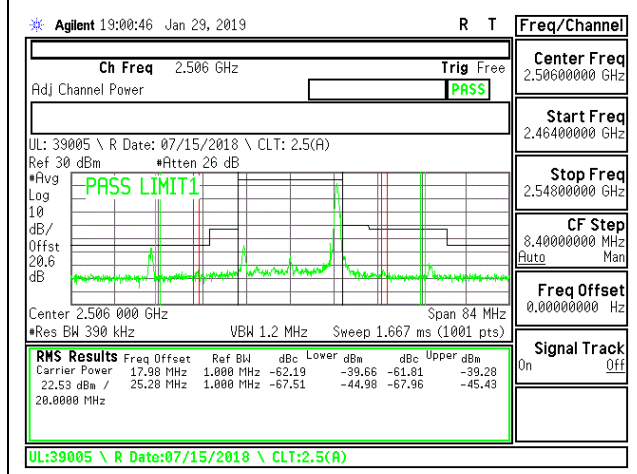 Agilent 19:00:46 Jan 29, 2019 R T
Freq/Channel
Ch Freq 2.506 GHz Trig Free
Adj Channel Power PASS
UL: 39005 \ R Date: 07/15/2018 \ CLT: 2.5(A)
Ref 30 dBm #Atten 26 dB
#Avg
Log
10
dB/
Offst
20.6
dB
PASS LIMIT1
Center 2.506 000 GHz Span 84 MHz
#Res BW 390 kHz VBW 1.2 MHz Sweep 1.667 ms (1001 pts)
RMS Results Freq Offset Ref BW dBc Lower dBm dBc Upper dBm
Carrier Power 17.98 MHz 1.000 MHz -62.19 -39.66 -61.81 -39.28
22.53 dBm / 25.28 MHz 1.000 MHz -67.51 -44.98 -67.96 -45.43
20.0000 MHz
UL:39005 \ R Date:07/15/2018 \ CLT:2.5(A)
Center Freq
2.50600000 GHz
Start Freq
2.46400000 GHz
Stop Freq
2.54800000 GHz
CF Step
8.40000000 MHz
Auto Man
Freq Offset
0.00000000 Hz
Signal Track
On Off